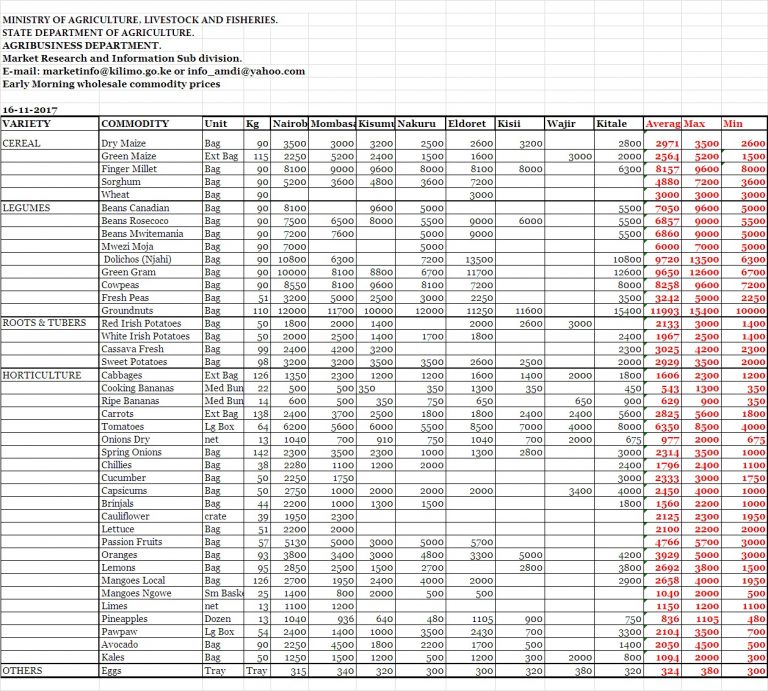 MINISTRY OF AGRICULTURE, LIVESTOCK AND FISHERIES.
STATE DEPARTMENT OF AGRICULTURE.
AGRIBUSINESS DEPARTMENT.
Market Research and Information Sub division.
E-mail: marketinfo@kilimo.go.ke or info_amdi@yahoo.com
Early Morning wholesale commodity prices
16-11-2017
VARIETY COMMODITY Unit Kg Nairob Mombasa Kisumu Nakuru Eldoret Kisii Wajir Kitale Averag Max Min
CEREAL Dry Maize Bag 90 3500 3000 3200 2500 2600 3200 2800 2971 3500 2600
Green Maize Ext Bag 115 2250 5200 2400 1500 1600 3000 2000 2564 5200 1500
Finger Millet Bag 90 8100 9000 9600 8000 8100 8000 6300 8157 9600 8000
Sorghum Bag 90 5200 3600 4800 3600 7200 4880 7200 3600
Wheat Bag 90 3000 3000 3000 3000
LEGUMES Beans Canadian Bag 90 8100 9600 5000 5500 7050 9600 5000
Beans Rosecoco Bag 90 7500 6500 8000 5500 9000 6000 5500 6857 9000 5500
Beans Mwitemania Bag 90 7200 7600 5000 9000 5500 6860 9000 5000
Mwezi Moja Bag 90 7000 5000 6000 7000 5000
Dolichos (Njahi) Bag 90 10800 6300 7200 13500 10800 9720 13500 6300
Green Gram Bag 90 10000 8100 8800 6700 11700 12600 9650 12600 6700
Cowpeas Bag 90 8550 8100 9600 8100 7200 8000 8258 9600 7200
Fresh Peas Bag 51 3200 5000 2500 3000 2250 3500 3242 5000 2250
Groundnuts Bag 110 12000 11700 10000 12000 11250 11600 15400 11993 15400 10000
ROOTS & TUBERS Red Irish Potatoes Bag 50 1800 2000 1400 2000 2600 3000 2133 3000 1400
White Irish Potatoes Bag 50 2000 2500 1400 1700 1800 2400 1967 2500 1400
Cassava Fresh Bag 99 2400 4200 3200 2300 3025 4200 2300
Sweet Potatoes Bag 98 3200 3200 3500 3500 2600 2500 2000 2929 3500 2000
HORTICULTURE Cabbages Ext Bag 126 1350 2300 1200 1200 1600 1400 2000 1800 1606 2300 1200
Cooking Bananas Med Bun 22 500 500 350 350 1300 350 450 543 1300 350
Ripe Bananas Med Bun 14 600 500 350 750 650 650 900 629 900 350
Carrots Ext Bag 138 2400 3700 2500 1800 1800 2400 2400 5600 2825 5600 1800
Tomatoes Lg Box 64 6200 5600 6000 5500 8500 7000 4000 8000 6350 8500 4000
Onions Dry net 13 1040 700 910 750 1040 700 2000 675 977 2000 675
Spring Onions Bag 142 2300 3500 2300 1000 1300 2800 3000 2314 3500 1000
Chillies Bag 38 2280 1100 1200 2000 2400 1796 2400 1100
Cucumber Bag 50 2250 1750 3000 2333 3000 1750
Capsicums Bag 50 2750 1000 2000 2000 2000 3400 4000 2450 4000 1000
Brinjals Bag 44 2200 1000 1300 1500 1800 1560 2200 1000
Cauliflower crate 39 1950 2300 2125 2300 1950
Lettuce Bag 51 2200 2000 2100 2200 2000
Passion Fruits Bag 57 5130 5000 3000 5000 5700 4766 5700 3000
Oranges Bag 93 3800 3400 3000 4800 3300 5000 4200 3929 5000 3000
Lemons Bag 95 2850 2500 1500 2700 2800 3800 2692 3800 1500
Mangoes Local Bag 126 2700 1950 2400 4000 2000 2900 2658 4000 1950
Mangoes Ngowe Sm Baske 25 1400 800 2000 500 500 1040 2000 500
Limes net 13 1100 1200 1150 1200 1100
Pineapples Dozen 13 1040 936 640 480 1105 900 750 836 1105 480
Pawpaw Lg Box 54 2400 1400 1000 3500 2430 700 3300 2104 3500 700
Avocado Bag 90 2250 4500 1800 2200 1700 500 1400 2050 4500 500
Kales Bag 50 1250 1500 1200 500 1200 300 2000 800 1094 2000 300
OTHERS Eggs Tray Tray 315 340 320 300 300 320 380 320 324 380 300